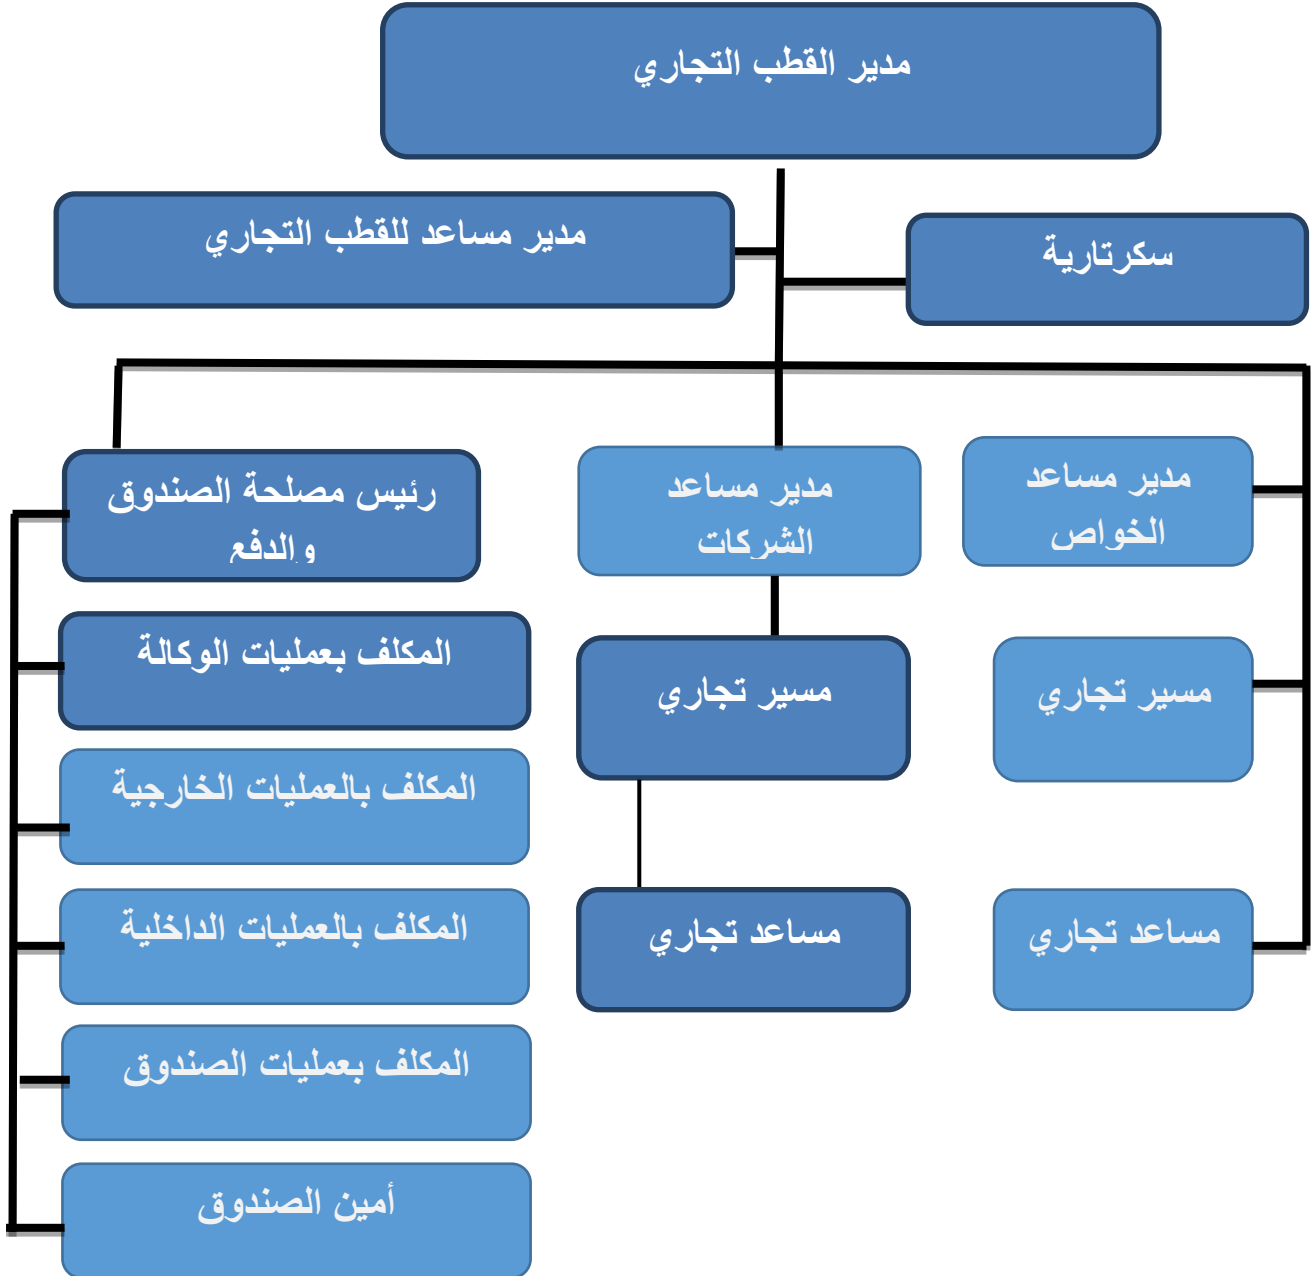 مدير القطب التجاري
سكرتارية
مدير مساعد للقطب التجاري
مدير مساعد
الخواص
مدير مساعد
الشركات
رئيس مصلحة الصندوق
والدفع
مسير تجاري
مسير تجاري
المكلف بعمليات الوكالة
المكلف بالعمليات الخارجية
مساعد تجاري
مساعد تجاري
المكلف بالعمليات الداخلية
المكلف بعمليات الصندوق
أمين الصندوق